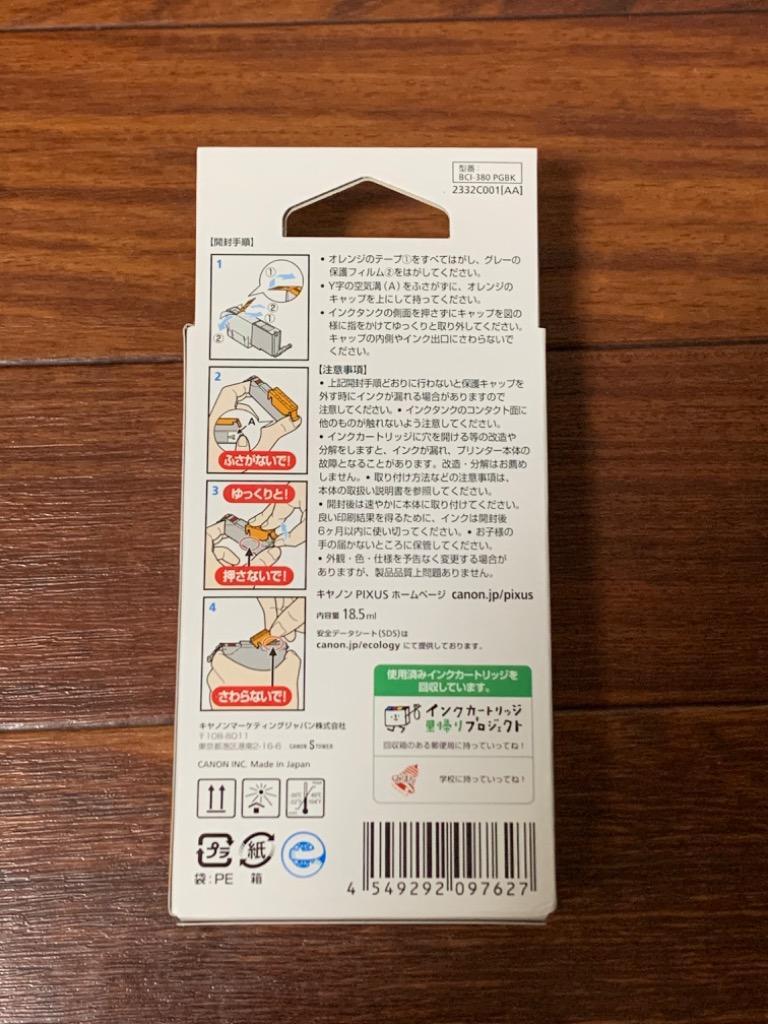 型番:
BCI-380 PGBK
2332C001[AA]
【開封手順】
1
①
②
①
②
• オレンジのテープ①をすべてはがし、グレーの
保護フィルム②をはがしてください。
• Y字の空気溝(A)をふさがずに、オレンジの
キャップを上にして持ってください。
• インクタンクの側面を押さずにキャップを図の
様に指をかけてゆっくりと取り外してください。
キャップの内側やインク出口にさわらないで
ください。
2
A
ふさがないで!
3
ゆっくりと!
押さないで!
4
さわらないで!
【注意事項】
• 上記開封手順どおりに行わないと保護キャップを
外す時にインクが漏れる場合がありますので
注意してください。• インクタンクのコンタクト面に
他のものが触れないよう注意してください。
• インクカートリッジに穴を開ける等の改造や
分解をしますと、インクが漏れ、プリンター本体の
故障となることがあります。改造・分解はお薦め
しません。• 取り付け方法などの注意事項は、
本体の取扱い説明書を参照してください。
• 開封後は速やかに本体に取り付けてください。
良い印刷結果を得るために、インクは開封後
6ヶ月以内に使い切ってください。• お子様の
手の届かないところに保管してください。
• 外観・色・仕様を予告なく変更する場合が
ありますが、製品品質上問題ありません。
キヤノン PIXUS ホームページ canon.jp/pixus
内容量 18.5ml
安全データシート(SDS)は
canon.jp/ecology にて提供しております。
使用済みインクカートリッジを
回収しています。
インクカートリッジ
里帰りプロジェクト
回収箱のある郵便局に持っていってね!
学校に持っていってね!
キヤノンマーケティングジャパン株式会社
〒108-8011
東京都港区港南2-16-6 CANON S TOWER
CANON INC. Made in Japan
プラ
紙
袋:PE 箱
4 549292 097627